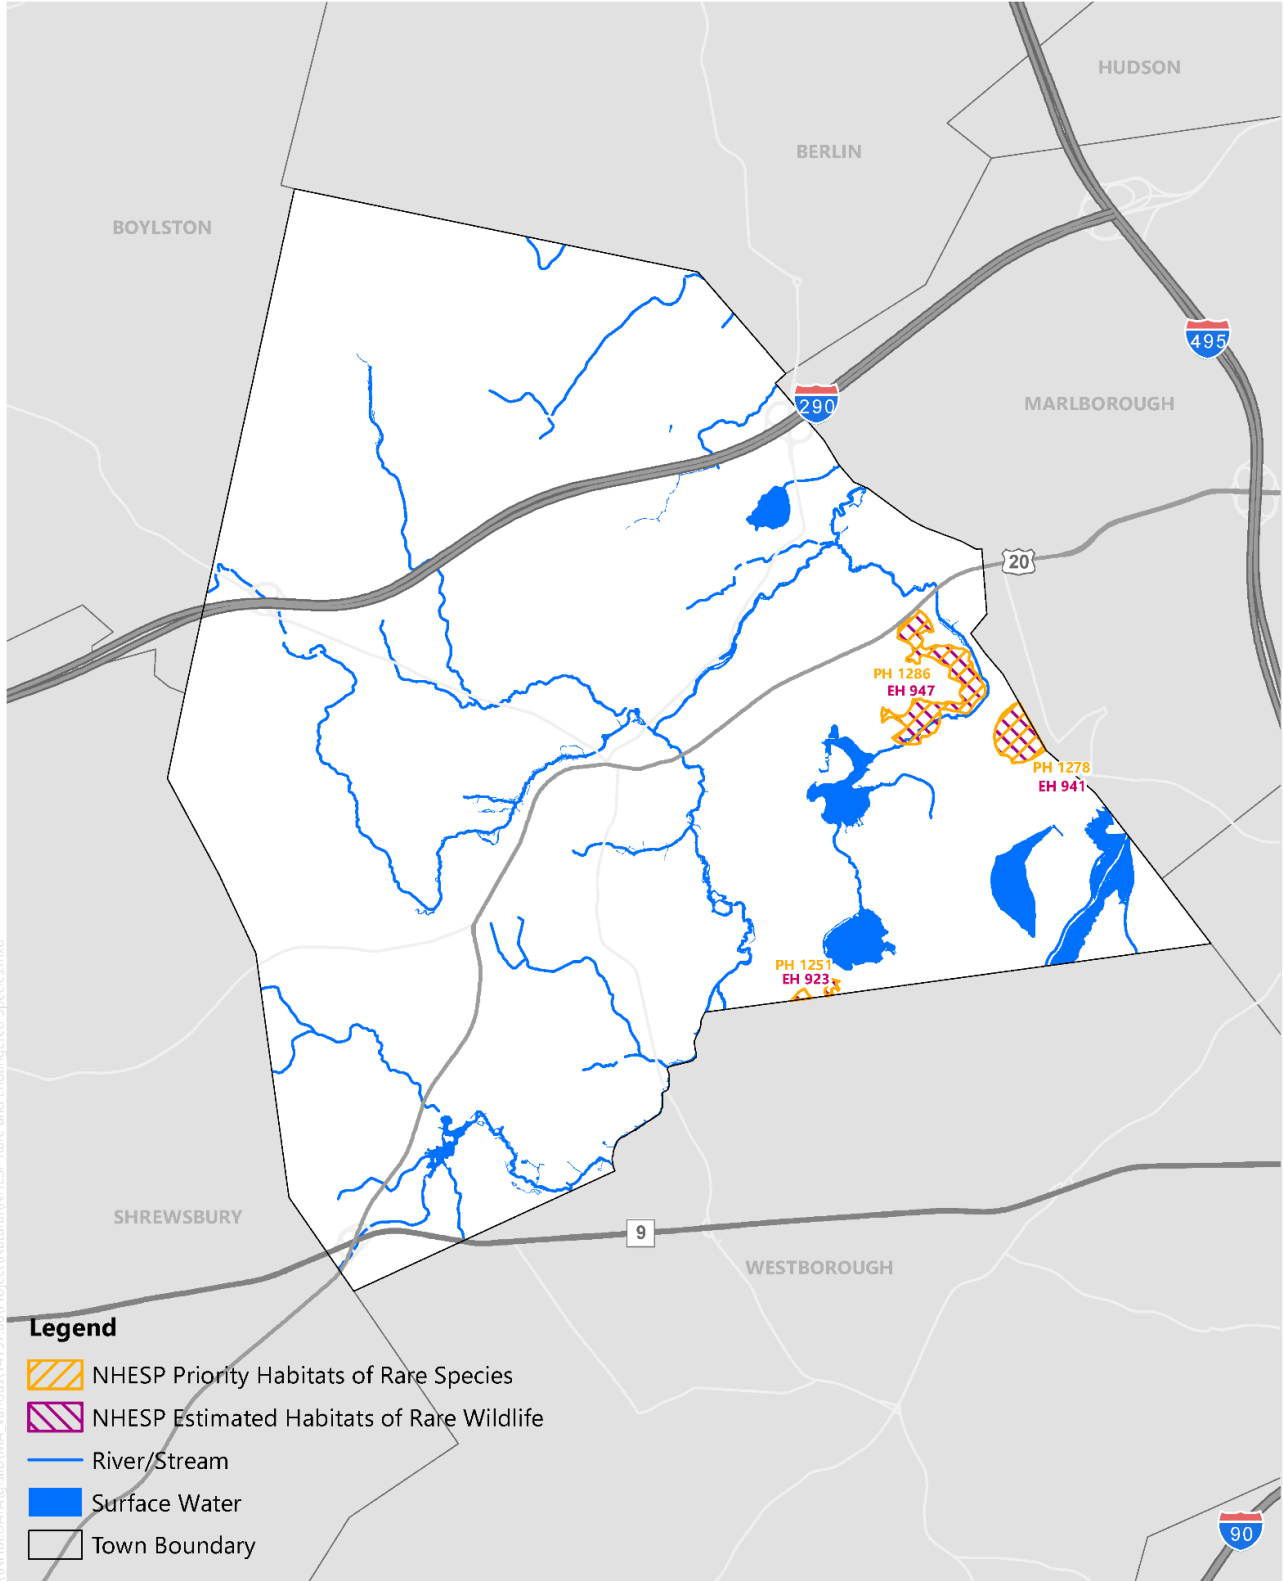 HUDSON
BERLIN
BOYLSTON
495
290
MARLBOROUGH
20
PH 1286
EH 947
PH 1278
EH 941
PH 1251
EH 923
SHREWSBURY
9
WESTBOROUGH
Legend
NHESP Priority Habitats of Rare Species
NHESP Estimated Habitats of Rare Wildlife
River/Stream
Surface Water
Town Boundary
90